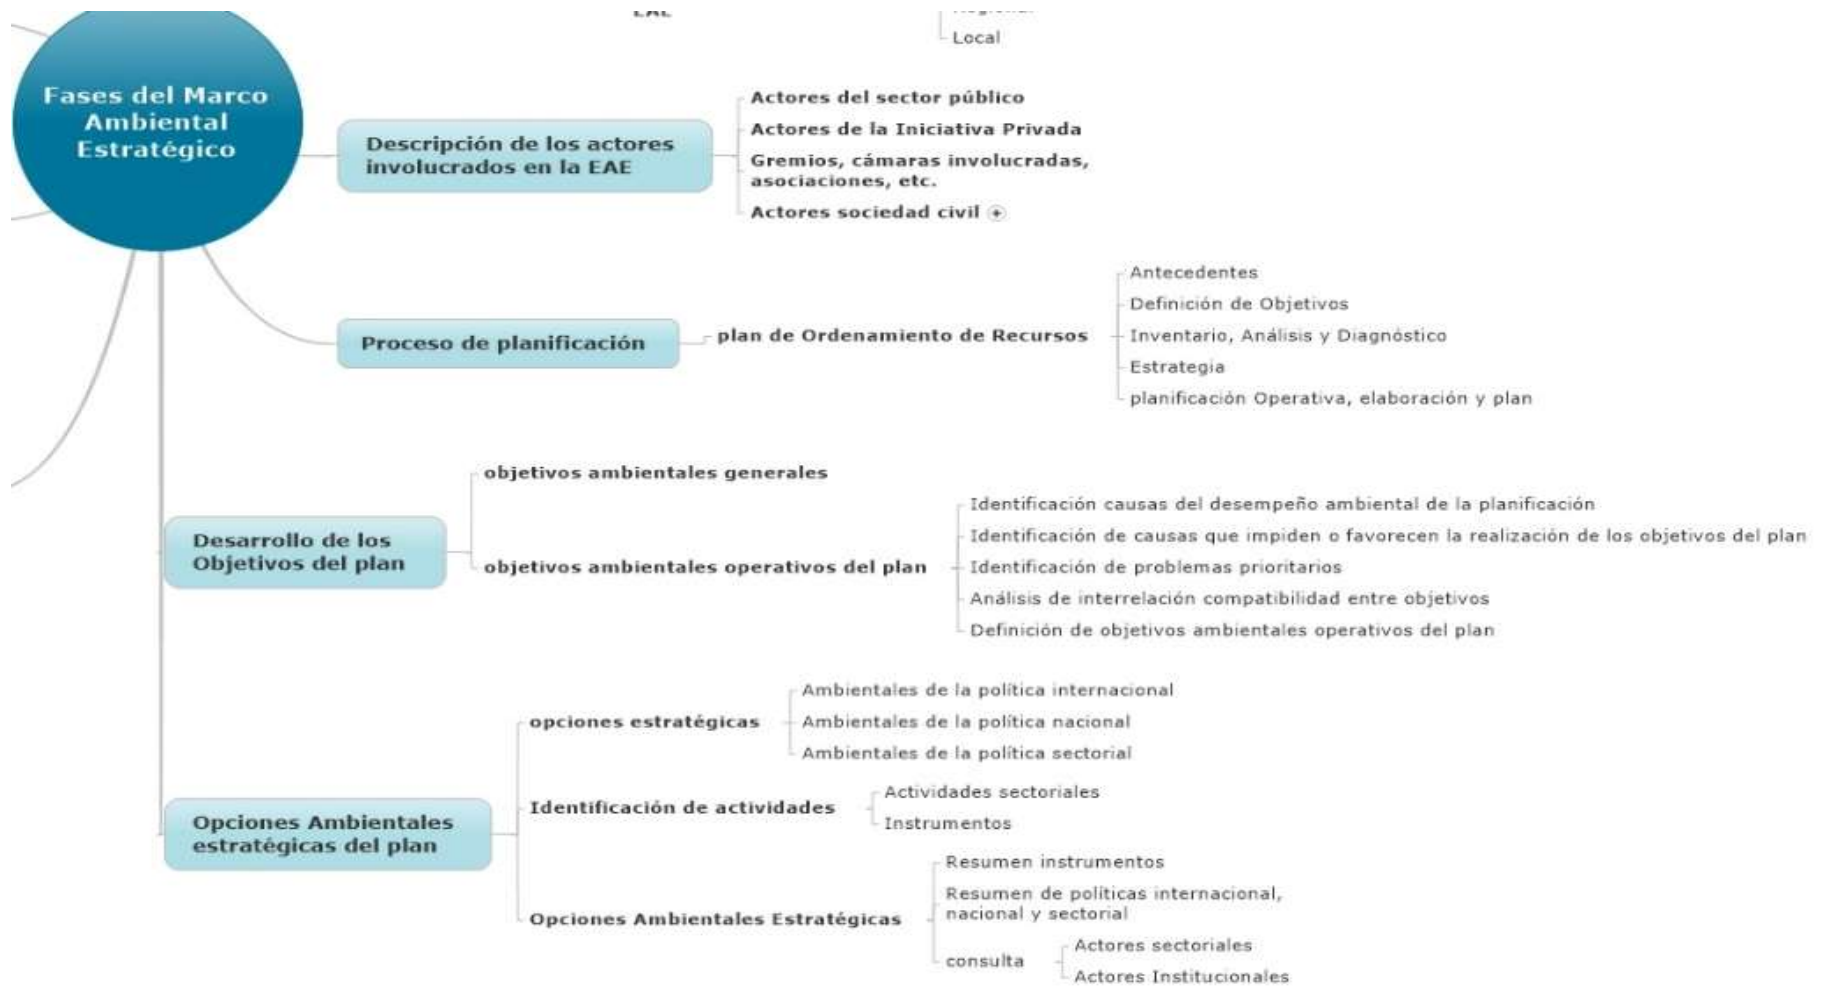 Local
Fases del Marco
Ambiental
Estratégico
Descripción de los actores
involucrados en la EAE
Actores del sector público
Actores de la Iniciativa Privada
Gremios, cámaras involucradas,
asociaciones, etc.
Actores sociedad civil
Proceso de planificación
plan de Ordenamiento de Recursos
Antecedentes
Definición de Objetivos
Inventario, Análisis y Diagnóstico
Estrategia
planificación Operativa, elaboración y plan
Desarrollo de los
Objetivos del plan
objetivos ambientales generales
objetivos ambientales operativos del plan
Identificación causas del desempeño ambiental de la planificación
Identificación de causas que impiden o favorecen la realización de los objetivos del plan
Identificación de problemas prioritarios
Análisis de interrelación compatibilidad entre objetivos
Definición de objetivos ambientales operativos del plan
Opciones Ambientales
estratégicas del plan
opciones estratégicas
Ambientales de la política internacional
Ambientales de la política nacional
Ambientales de la política sectorial
Identificación de actividades
Actividades sectoriales
Instrumentos
Opciones Ambientales Estratégicas
Resumen instrumentos
Resumen de políticas internacional,
nacional y sectorial
consulta
Actores sectoriales
Actores Institucionales